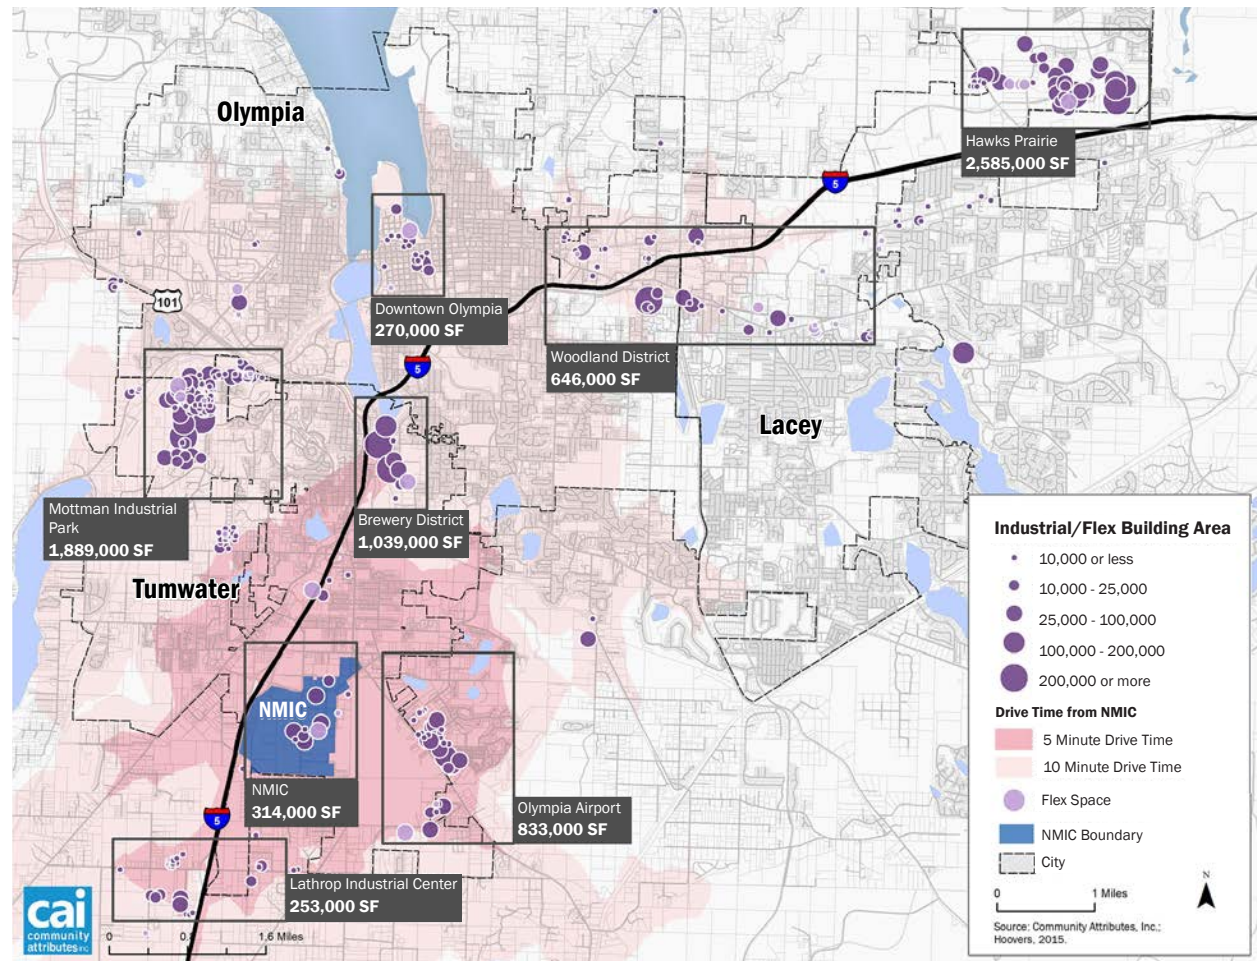 Olympia
Hawks Prairie
2,585,000 SF
5
101
Downtown Olympia
270,000 SF
5
Woodland District
646,000 SF
Lacey
Mottman Industrial
Park
1,889,000 SF
Brewery District
1,039,000 SF
Tumwater
NMIC
NMIC
314,000 SF
Olympia Airport
833,000 SF
5
Lathrop Industrial Center
253,000 SF
Industrial/Flex Building Area
10,000 or less
10,000 - 25,000
25,000 - 100,000
100,000 - 200,000
200,000 or more
Drive Time from NMIC
5 Minute Drive Time
10 Minute Drive Time
Flex Space
NMIC Boundary
City
N
0 1 Miles
Source: Community Attributes, Inc.;
Hoovers, 2015.
cai
community
attributes inc
0 1.6 Miles